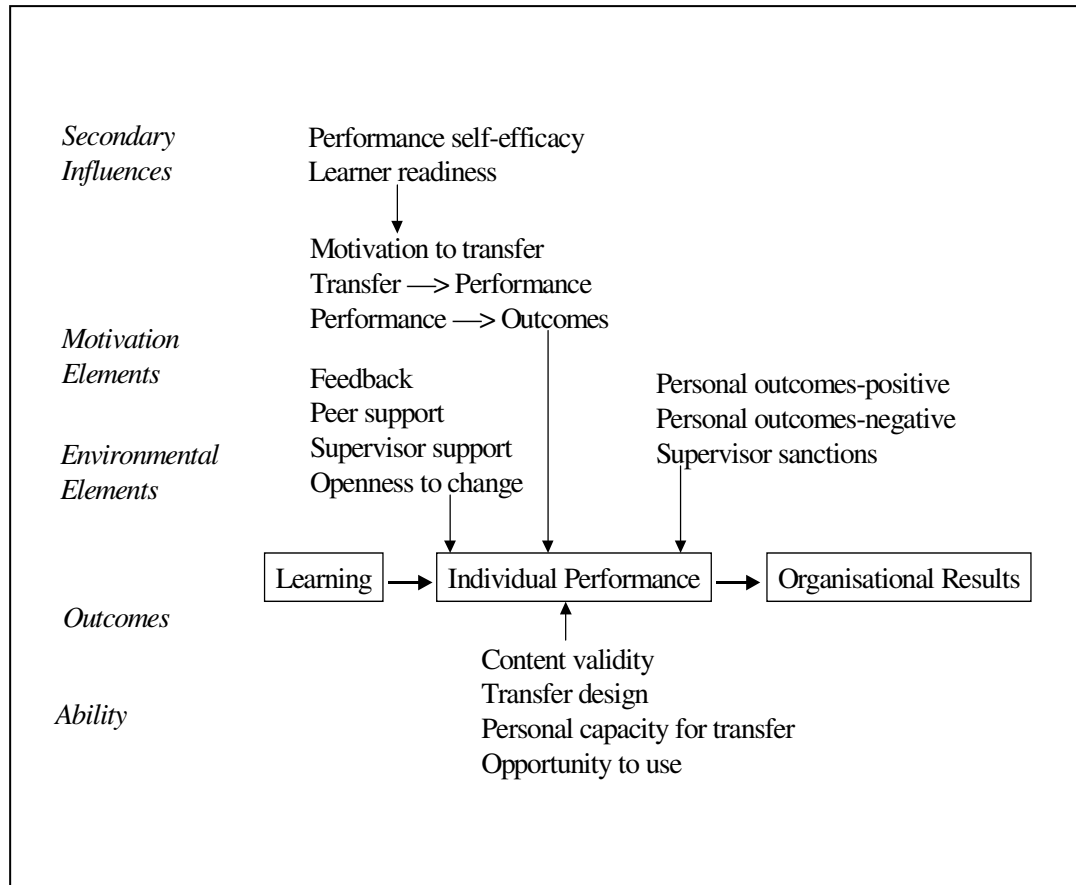 Secondary
Influences
Performance self-efficacy
Learner readiness
Motivation to transfer
Transfer —> Performance
Performance —> Outcomes
Motivation
Elements
Feedback
Peer support
Supervisor support
Openness to change
Personal outcomes-positive
Personal outcomes-negative
Supervisor sanctions
Environmental
Elements
Learning
Individual Performance
Organisational Results
Outcomes
Content validity
Transfer design
Personal capacity for transfer
Opportunity to use
Ability